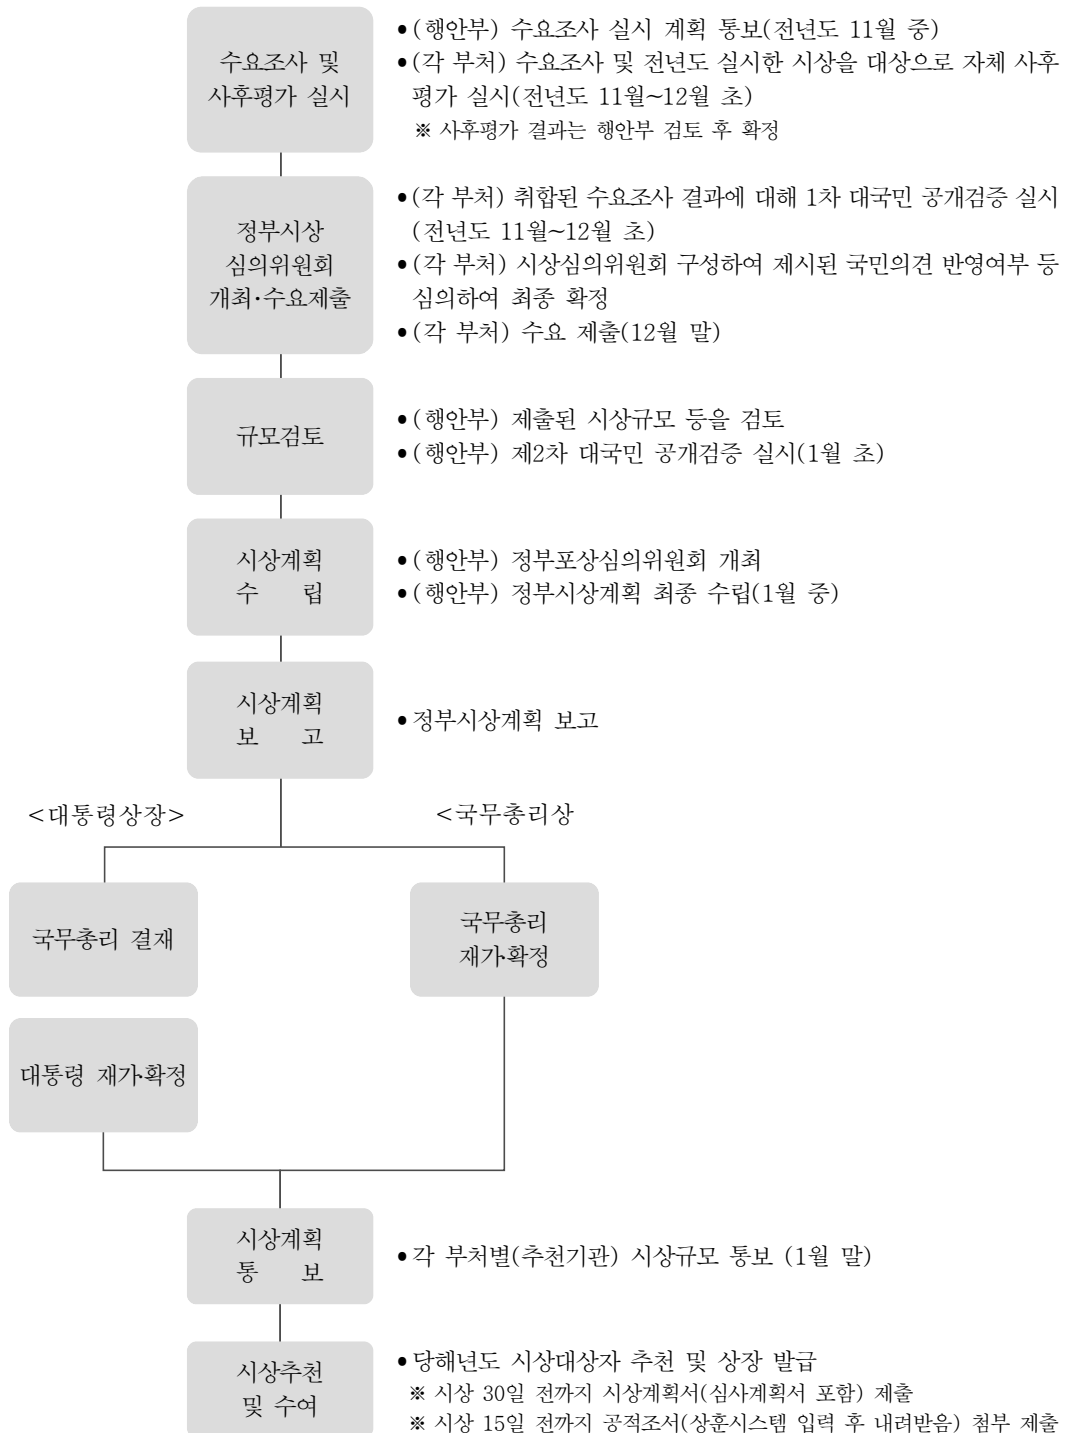 수요조사 및
사후평가 실시
•(행안부) 수요조사 실시 계획 통보(전년도 11월 중)
•(각 부처) 수요조사 및 전년도 실시한 시상을 대상으로 자체 사후
평가 실시(전년도 11월~12월 초)
※ 사후평가 결과는 행안부 검토 후 확정
정부시상
심의위원회
개최·수요제출
•(각 부처) 취합된 수요조사 결과에 대해 1차 대국민 공개검증 실시
(전년도 11월~12월 초)
•(각 부처) 시상심의위원회 구성하여 제시된 국민의견 반영여부 등
심의하여 최종 확정
•(각 부처) 수요 제출(12월 말)
규모검토
•(행안부) 제출된 시상규모 등을 검토
•(행안부) 제2차 대국민 공개검증 실시(1월 초)
시상계획
수 립
•(행안부) 정부포상심의위원회 개최
•(행안부) 정부시상계획 최종 수립(1월 중)
시상계획
보 고
•정부시상계획 보고
<대통령상장>
<국무총리상
국무총리 결재
국무총리
재가·확정
대통령 재가·확정
시상계획
통 보
•각 부처별(추천기관) 시상규모 통보 (1월 말)
시상추천
및 수여
•당해년도 시상대상자 추천 및 상장 발급
※ 시상 30일 전까지 시상계획서(심사계획서 포함) 제출
※ 시상 15일 전까지 공적조서(상훈시스템 입력 후 내려받음) 첨부 제출